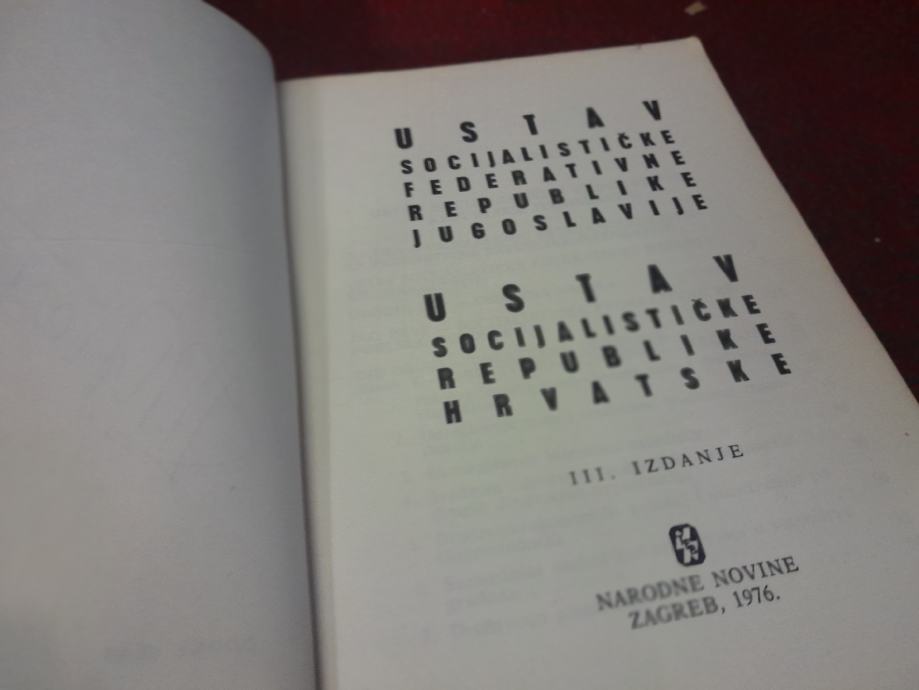 USTAV
SOCIJALISTIČKE
FEDERATIVNE
REPUBLIKE
JUGOSLAVIJE
USTAV
SOCIJALISTIČKE
REPUBLIKE
HRVATSKE
III. IZDANJE
NARODNE NOVINE
ZAGREB, 1976.